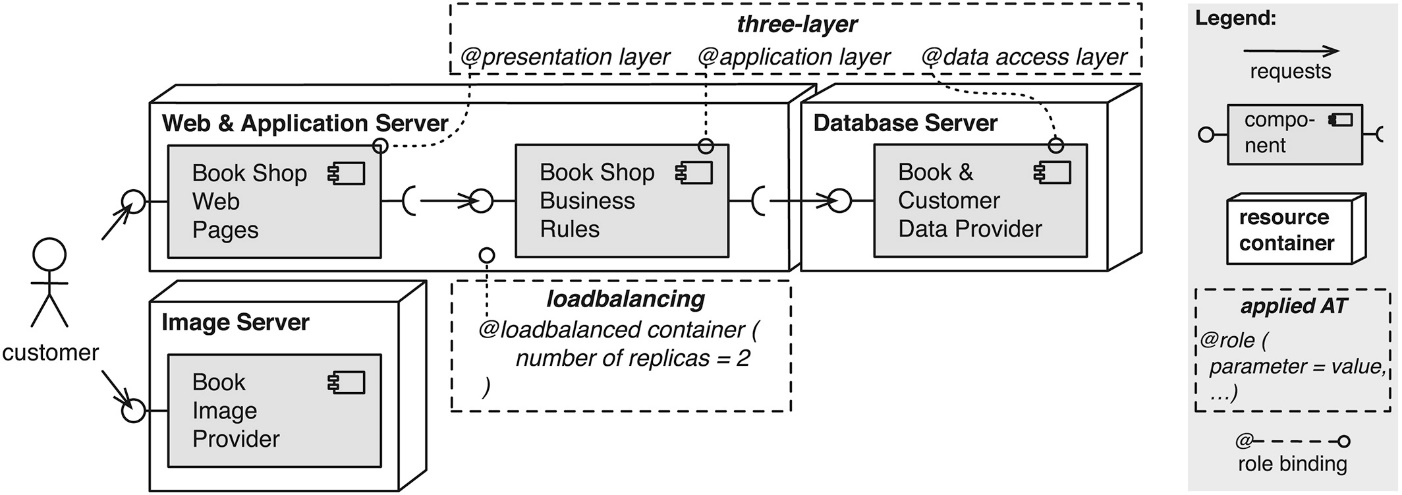 three-layer
@presentation layer @application layer @data access layer
Web & Application Server
Book Shop
Web
Pages
Book Shop
Business
Rules
Database Server
Book &
Customer
Data Provider
customer
Image Server
Book
Image
Provider
loadbalancing
@loadbalanced container (
number of replicas = 2
)
Legend:
requests
compo-
nent
resource
container
applied AT
@role (
parameter = value,
...)
@
role binding